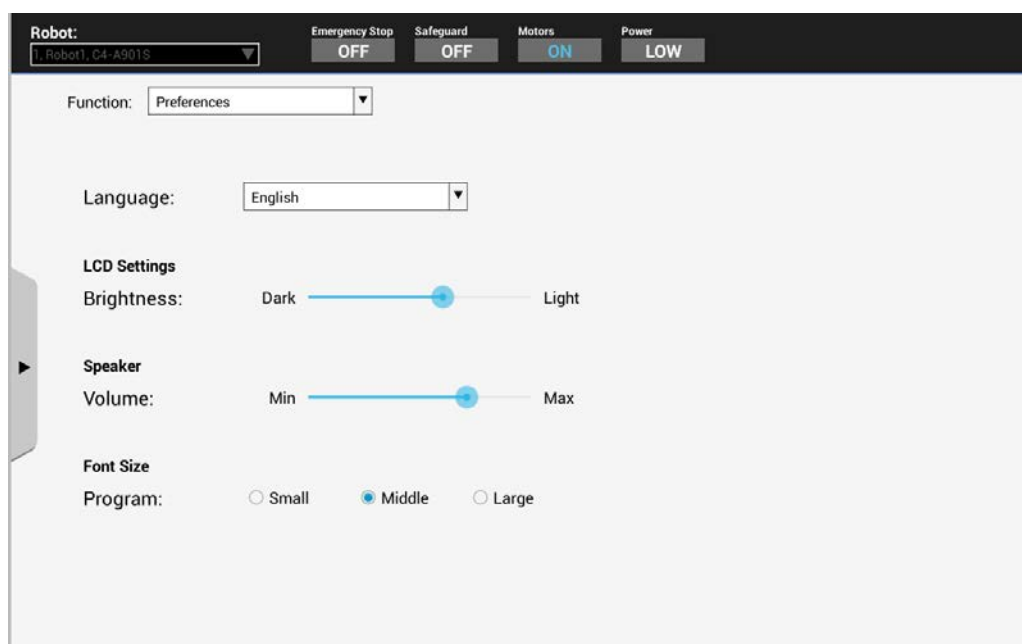 Robot:
1, Robot1, C4-A901S
Emergency Stop Safeguard Motors Power
OFF OFF ON LOW
Function: Preferences
Language: English
LCD Settings
Brightness: Dark Light
Speaker
Volume: Min Max
Font Size
Program: Small Middle Large